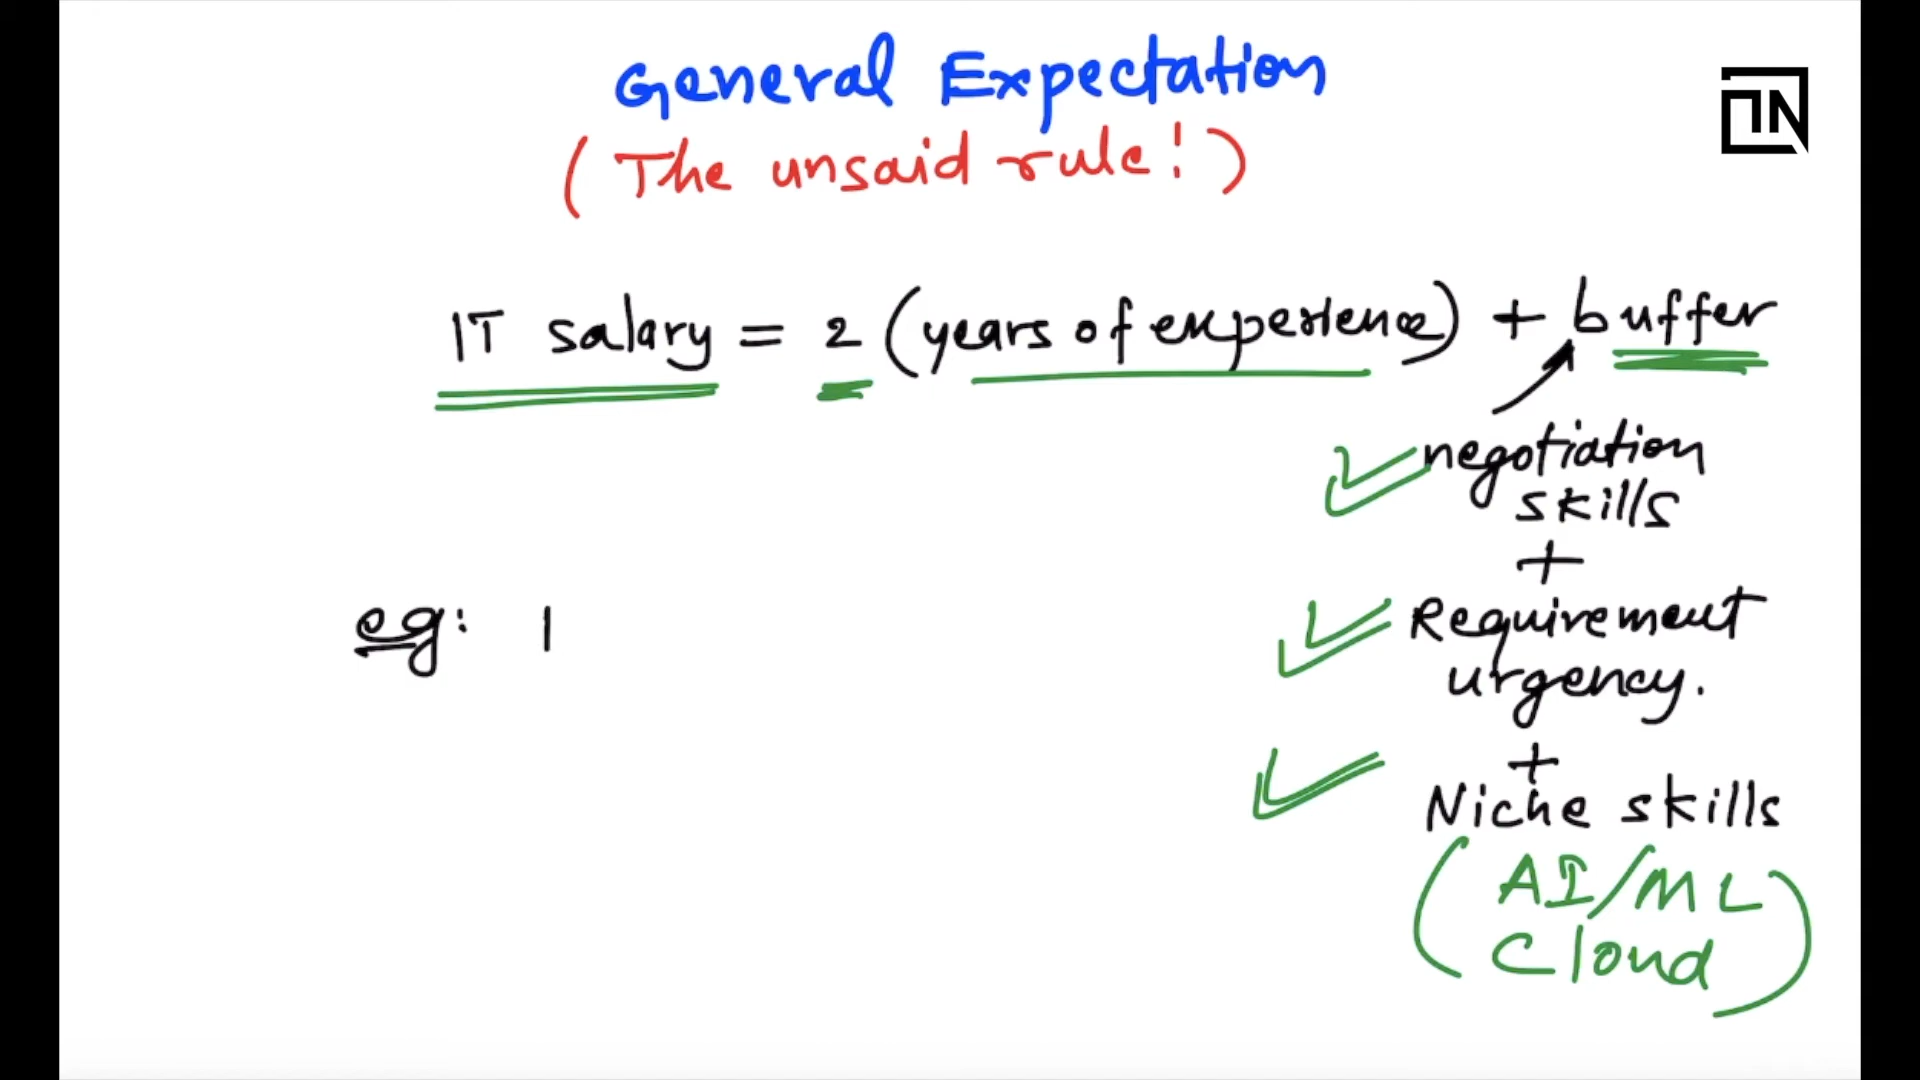 General Expectation
(The unsaid rule!)
IT salary = 2 (years of experience) + buffer
negotiation
skills
+
Requirement
urgency.
+
Niche skills
(AI/ML
Cloud)
eg: 1